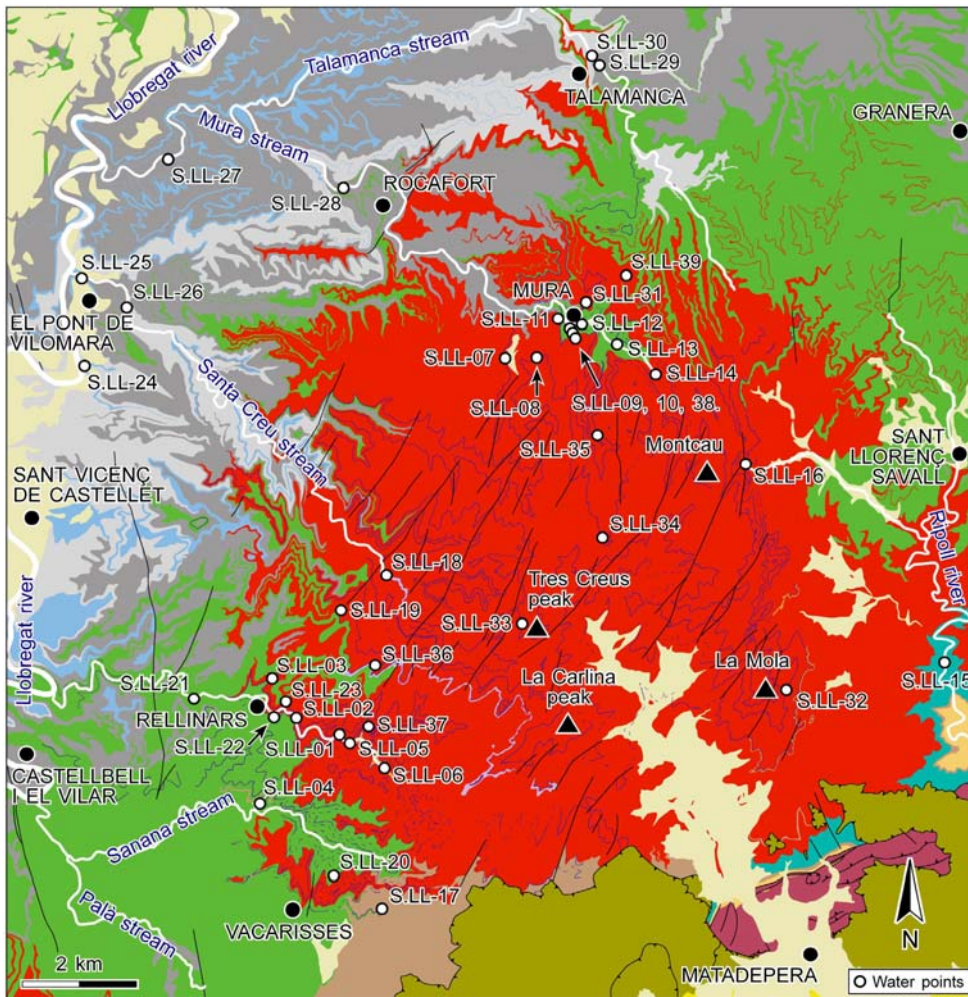 Llobregat river
Talamanca stream
S.LL-30
S.LL-29
TALAMANCA
GRANERA
Mura stream
S.LL-27
S.LL-28
ROCAFORT
S.LL-25
S.LL-26
EL PONT DE
VILOMARA
S.LL-24
S.LL-39
MURA
S.LL-31
S.LL-11
S.LL-12
S.LL-13
S.LL-07
S.LL-14
S.LL-08
S.LL-09, 10, 38.
Santa Creu stream
S.LL-35
Montcau
S.LL-16
SANT
LLORENÇ
SAVALL
SANT VICENÇ
DE CASTELLET
S.LL-34
Ripoll river
S.LL-18
Tres Creus
peak
S.LL-19
S.LL-33
Llobregat river
S.LL-36
S.LL-03
La Carlina
peak
La Mola
S.LL-15
S.LL-21
S.LL-23
S.LL-32
RELLINARS
S.LL-02
S.LL-37
S.LL-22
S.LL-01
S.LL-05
S.LL-06
CASTELLBELL
I EL VILAR
S.LL-04
Sanana stream
S.LL-20
S.LL-17
Palà stream
VACARISSES
N
MATADEPERA
2 km
Water points